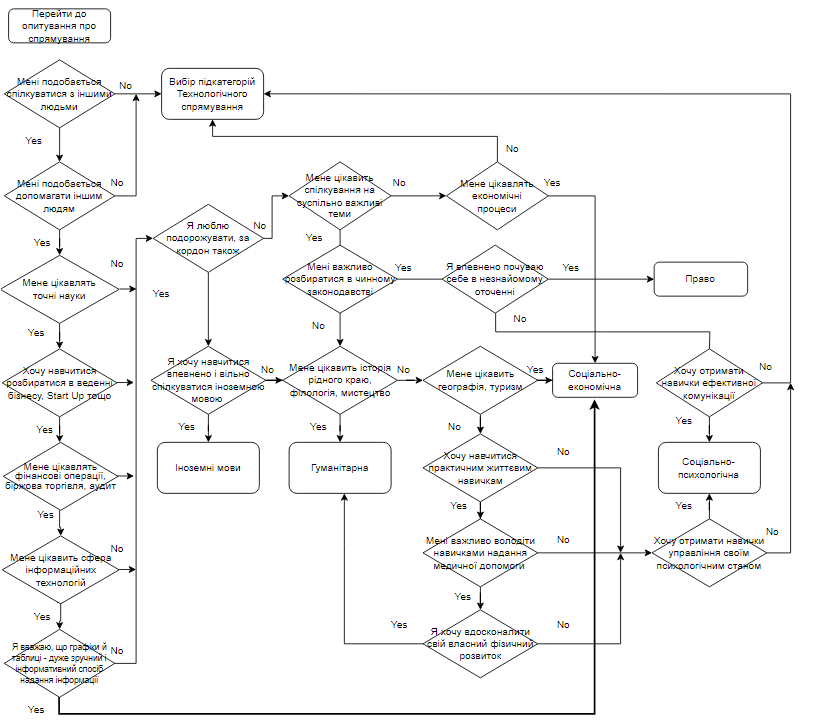 Перейти до
опитування про
спрямування
Мені подобається
спілкуватися з іншими
людьми
No
Вибір підкатегорій
Технологічного
спрямування
Yes
No
Мені подобається
допомагати іншим
людям
No
Yes
Я люблю
подорожувати, за
кордон також
No
Yes
Мене цікавить
спілкування на
суспільно важливі
теми
No
Yes
Мене цікавлять
економічні
процеси
Yes
Мене цікавлять
точні науки
No
Yes
Мені важливо
розбиратися в чинному
законодавстві
Yes
No
Я впевнено почуваю
себе в незнайомому
оточенні
Yes
No
Право
Хочу навчитися
розбиратися в веденні
бізнесу, Start Up тощо
Yes
Я хочу навчитися
впевнено і вільно
спілкуватися іноземною
мовою
No
Yes
Мене цікавить історія
рідного краю,
філологія, мистецтво
No
Yes
Мене цікавить
географія, туризм
Yes
No
Соціально-
економічна
Хочу отримати
навички ефективної
комунікації
No
Yes
Мене цікавлять
фінансові операції,
біржова торгівля, аудит
Yes
Іноземні мови
Гуманітарна
Хочу навчитися
практичним життєвим
навичкам
No
Yes
Соціально-
психологічна
Yes
Мене цікавить сфера
інформаційних
технологій
No
Yes
Мені важливо володіти
навичками надання
медичної допомоги
No
Yes
Хочу отримати навички
управління своїм
психологічним станом
No
Я вважаю, що графіки й
таблиці - дуже зручний і
інформативний спосіб
надання інформації
No
Yes
Я хочу вдосконалити
свій власний фізичний
розвиток
Yes
No